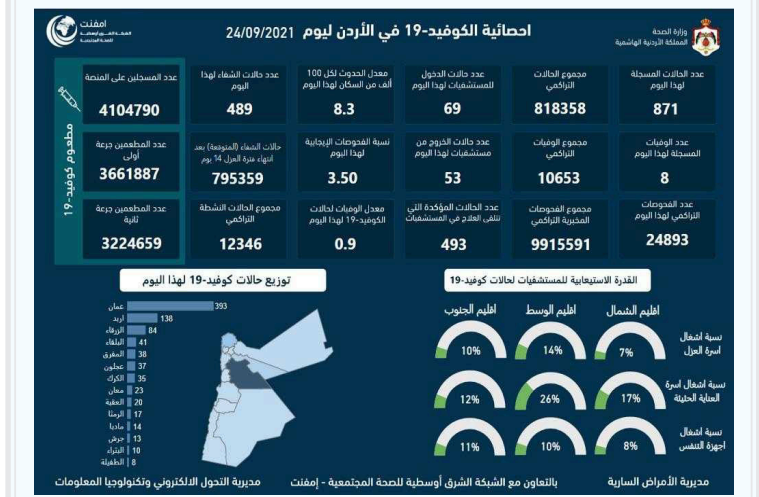 امفنت
احصائية الكوفيد-19 في الأردن ليوم 24/09/2021
وزارة الصحة
المملكة الأردنية الهاشمية
عدد الحالات المسجلة لهذا اليوم
871
مجموع الحالات التراكمي
818358
عدد حالات الدخول للمستشفيات لهذا اليوم
69
معدل الحدوث لكل 100 ألف من السكان لهذا اليوم
8.3
عدد حالات الشفاء لهذا اليوم
489
عدد المسجلين على المنصة
4104790
عدد الوفيات المسجلة لهذا اليوم
8
مجموع الوفيات التراكمي
10653
عدد حالات الخروج من مستشفيات لهذا اليوم
53
نسبة الفحوصات الإيجابية لهذا اليوم
3.50
حالات الشفاء (المتوقعة) بعد انتهاء فترة العزل 14 يوم
795359
عدد المطعمين جرعة أولى
3661887
عدد الفحوصات التراكمي لهذا اليوم
24893
مجموع الفحوصات المخبرية التراكمي
9915591
عدد الحالات المؤكدة التي تتلقى العلاج في المستشفيات
493
معدل الوفيات لحالات الكوفيد-19 لهذا اليوم
0.9
مجموع الحالات النشطة التراكمي
12346
عدد المطعمين جرعة ثانية
3224659
مطعوم كوفيد-19
القدرة الاستيعابية للمستشفيات لحالات كوفيد-19
اقليم الشمال
اقليم الوسط
اقليم الجنوب
نسبة اشغال اسرة العزل
7%
14%
10%
نسبة اشغال اسرة العناية الحثيثة
17%
26%
12%
نسبة اشغال اجهزة التنفس
8%
10%
11%
توزيع حالات كوفيد-19 لهذا اليوم
عمان 393
اربد 138
الزرقاء 84
البلقاء 41
المفرق 38
عجلون 37
الكرك 35
معان 23
العقبة 20
الرمثا 17
مادبا 14
جرش 13
البتراء 10
الطفيلة 8
مديرية الأمراض السارية
بالتعاون مع الشبكة الشرق أوسطية للصحة المجتمعية - إمفنت
مديرية التحول الالكتروني وتكنولوجيا المعلومات